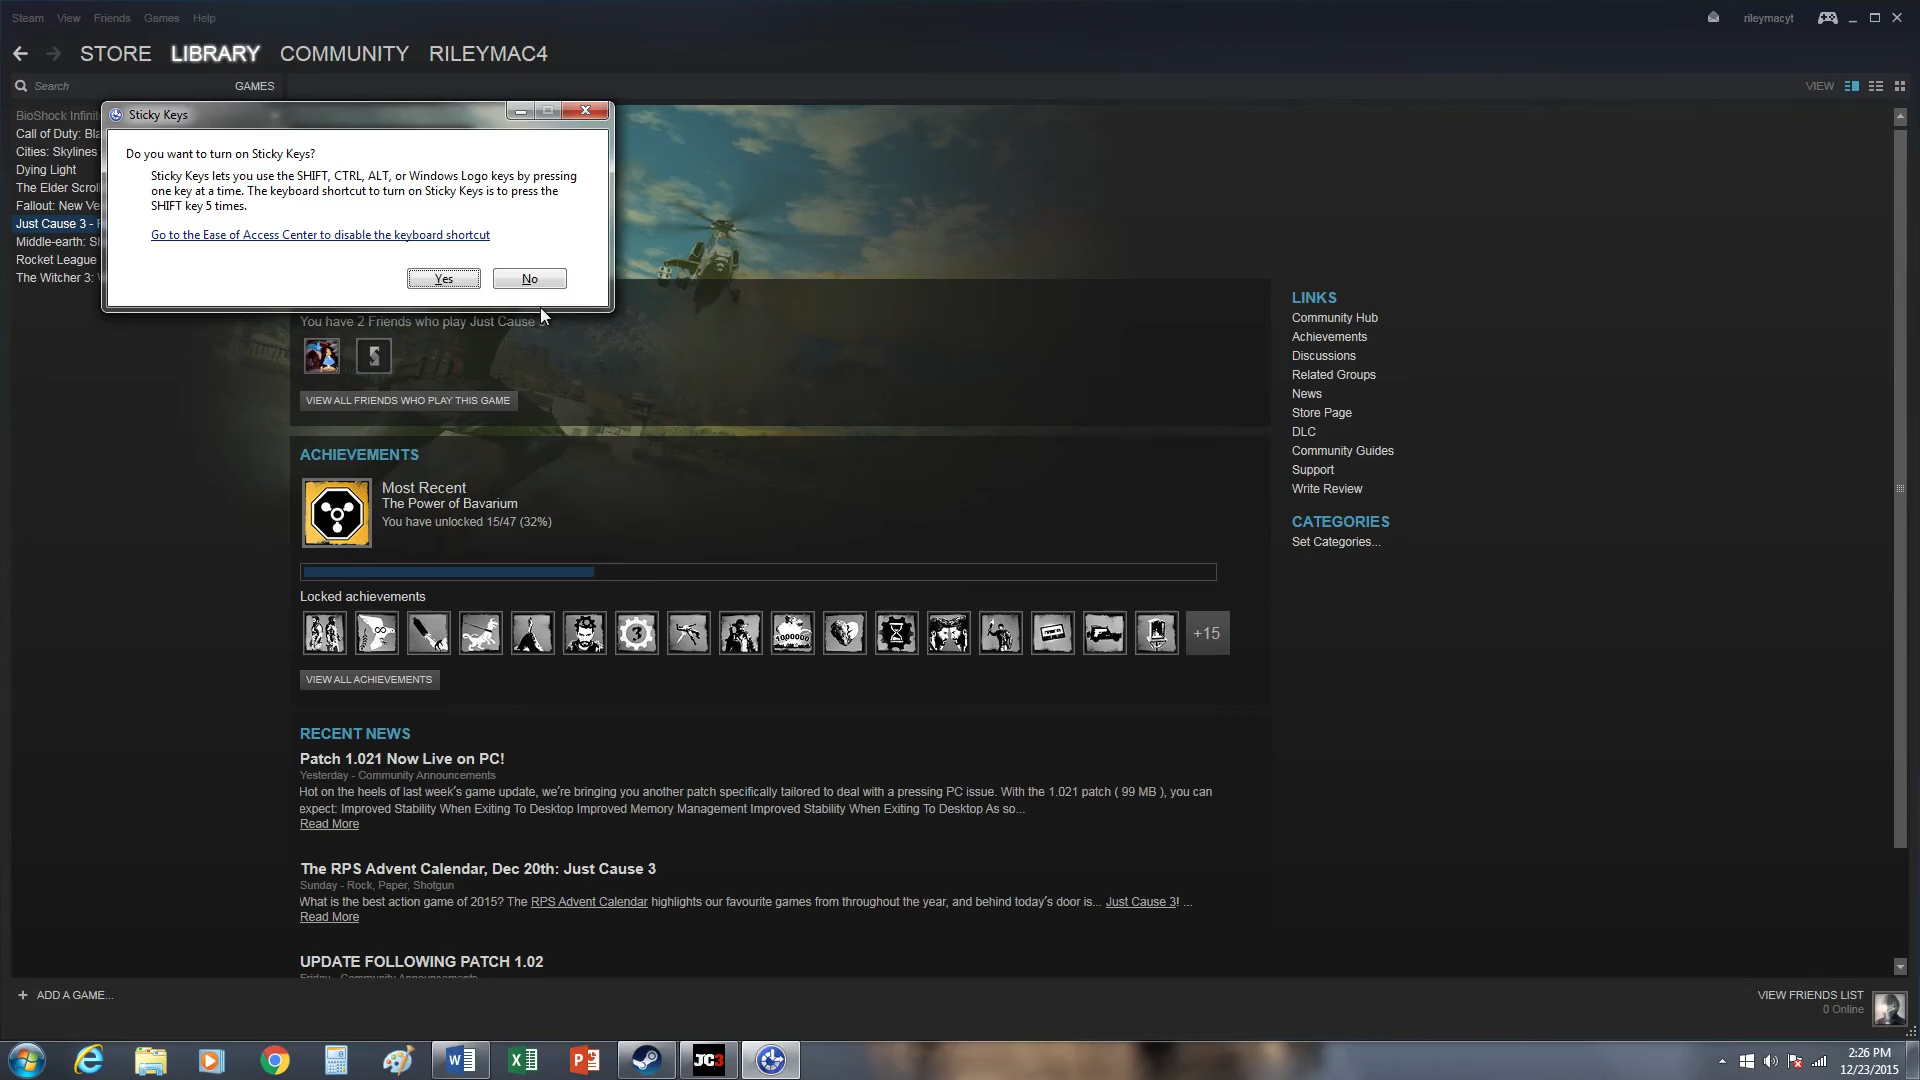 Steam View Friends Games Help
rileymacyt
STORE LIBRARY COMMUNITY RILEYMAC4
Search
GAMES
VIEW
BioShock Infinit
Call of Duty: Bla
Cities: Skylines
Dying Light
The Elder Scrol
Fallout: New Ve
Just Cause 3 -
Middle-earth: S
Rocket League
The Witcher 3:
Sticky Keys
Do you want to turn on Sticky Keys?
Sticky Keys lets you use the SHIFT, CTRL, ALT, or Windows Logo keys by pressing
one key at a time. The keyboard shortcut to turn on Sticky Keys is to press the
SHIFT key 5 times.
Go to the Ease of Access Center to disable the keyboard shortcut
Yes
No
You have 2 Friends who play Just Cause
VIEW ALL FRIENDS WHO PLAY THIS GAME
ACHIEVEMENTS
Most Recent
The Power of Bavarium
You have unlocked 15/47 (32%)
Locked achievements
3
1000000
+15
VIEW ALL ACHIEVEMENTS
RECENT NEWS
Patch 1.021 Now Live on PC!
Yesterday - Community Announcements
Hot on the heels of last week's game update, we're bringing you another patch specifically tailored to deal with a pressing PC issue. With the 1.021 patch ( 99 MB ), you can
expect: Improved Stability When Exiting To Desktop Improved Memory Management Improved Stability When Exiting To Desktop As so...
Read More
The RPS Advent Calendar, Dec 20th: Just Cause 3
Sunday - Rock, Paper, Shotgun
What is the best action game of 2015? The RPS Advent Calendar highlights our favourite games from throughout the year, and behind today's door is... Just Cause 3! ...
Read More
UPDATE FOLLOWING PATCH 1.02
Friday - Community Announcements
LINKS
Community Hub
Achievements
Discussions
Related Groups
News
Store Page
DLC
Community Guides
Support
Write Review
CATEGORIES
Set Categories...
+ ADD A GAME...
VIEW FRIENDS LIST
0 Online
JC3
2:26 PM
12/23/2015